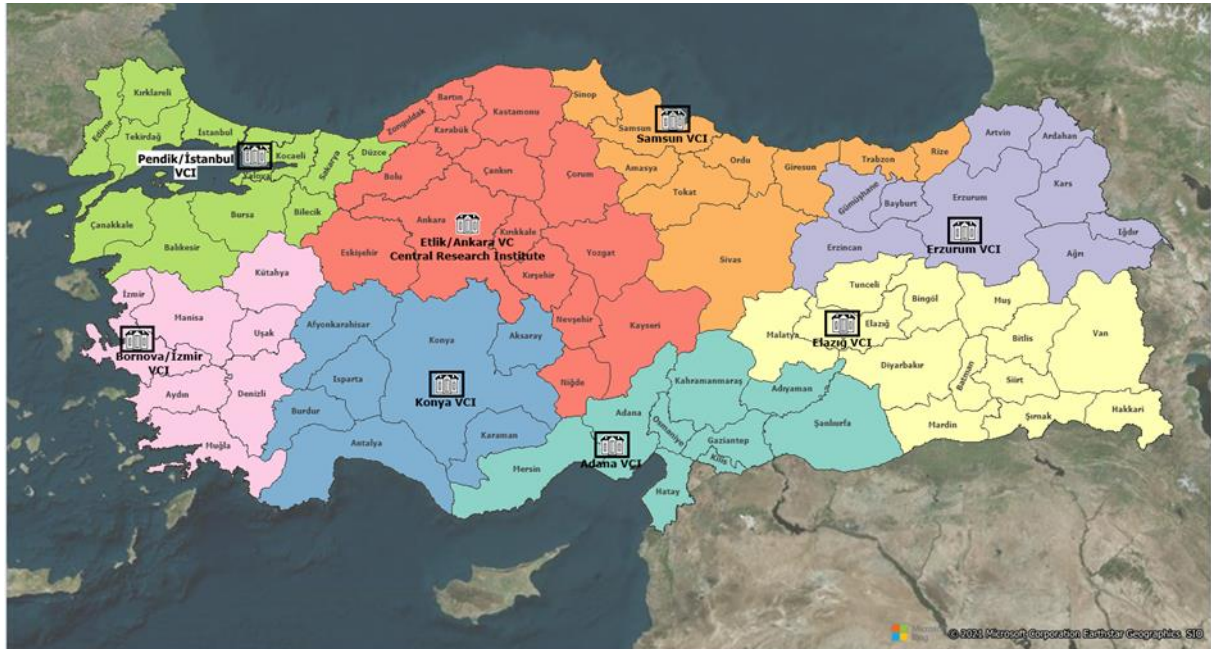 Kırklareli
Edirne
Tekirdağ
İstanbul
Pendik/İstanbul
VCI
Kocaeli
Yalova
Sakarya
Düzce
Çanakkale
Bursa
Bilecik
Balıkesir
Zonguldak
Bartın
Kastamonu
Karabük
Bolu
Çankırı
Çorum
Ankara
Etlik/Ankara VC
Central Research Institute
Kırıkkale
Eskişehir
Kırşehir
Yozgat
Nevşehir
Kayseri
Niğde
Sinop
Samsun
Samsun VCI
Amasya
Ordu
Giresun
Tokat
Trabzon
Rize
Sivas
Artvin
Ardahan
Gümüşhane
Bayburt
Erzurum
Kars
Erzincan
Erzurum VCI
Iğdır
Ağrı
Kütahya
İzmir
Manisa
Uşak
Bornova/İzmir
VCI
Aydın
Denizli
Muğla
Afyonkarahisar
Konya
Aksaray
Isparta
Konya VCI
Burdur
Antalya
Karaman
Kahramanmaraş
Adıyaman
Adana
Osmaniye
Gaziantep
Şanlıurfa
Kilis
Adana VCI
Mersin
Hatay
Tunceli
Bingöl
Muş
Malatya
Elazığ
Elazığ VCI
Bitlis
Van
Diyarbakır
Batman
Siirt
Mardin
Şırnak
Hakkari
© 2021 Microsoft Corporation Earthstar Geographics SIO